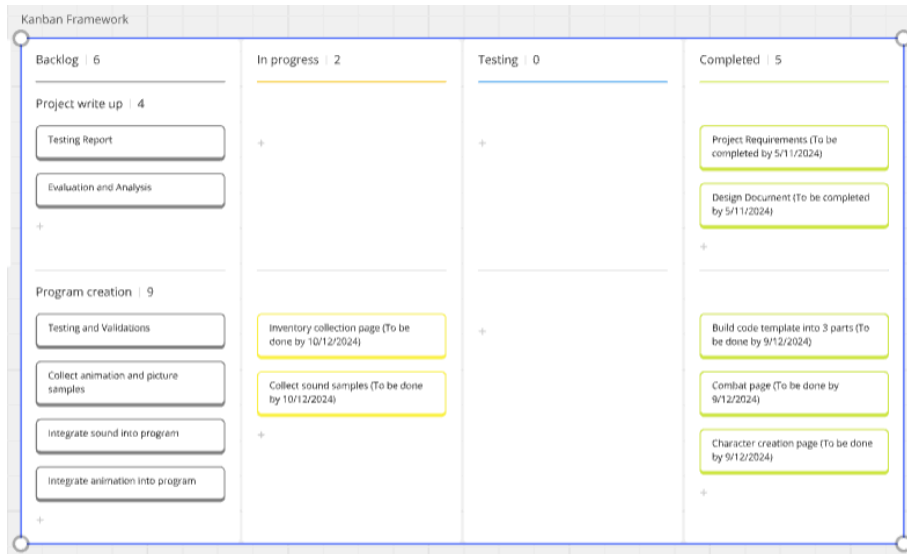 Kanban Framework
Backlog | 6
In progress | 2
Testing | 0
Completed | 5
Project write up | 4
Testing Report
Evaluation and Analysis
+
+
+
Project Requirements (To be
completed by 5/11/2024)
Design Document (To be completed
by 5/11/2024)
+
Program creation | 9
Testing and Validations
Collect animation and picture
samples
Integrate sound into program
Integrate animation into program
+
Inventory collection page (To be
done by 10/12/2024)
Collect sound samples (To be done
by 10/12/2024)
+
+
Build code template into 3 parts (To
be done by 9/12/2024)
Combat page (To be done by
9/12/2024)
Character creation page (To be done
by 9/12/2024)
+